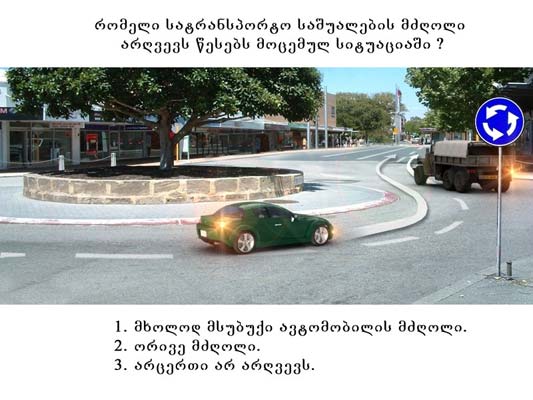 რომელი სატრანსპორტო საშუალების მძღოლი
არღვევს წესებს მოცემულ სიტუაციაში ?
1. მხოლოდ მსუბუქი ავტომობილის მძღოლი.
2. ორივე მძღოლი.
3. არცერთი არ არღვევს.